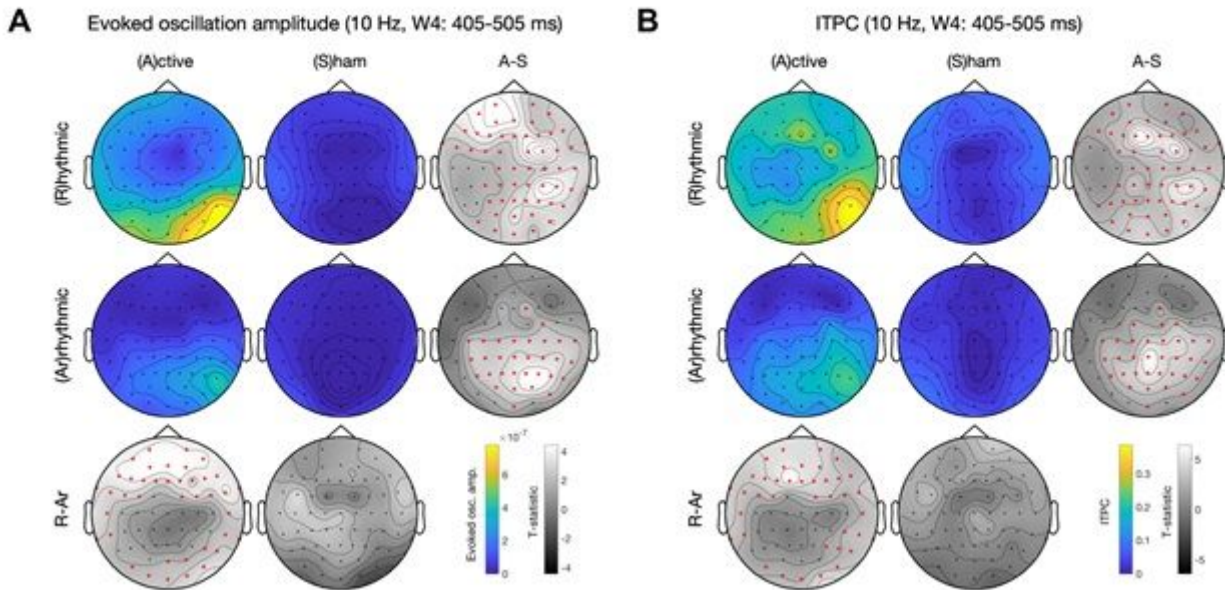 A
Evoked oscillation amplitude (10 Hz, W4: 405-505 ms)
(A)ctive
(S)ham
A-S
(R)hythmic
(Ar)rhythmic
R-Ar
×10⁻⁷
Evoked osc. amp.
6
4
2
0
T-statistic
4
2
0
-2
-4
B
ITPC (10 Hz, W4: 405-505 ms)
(A)ctive
(S)ham
A-S
(R)hythmic
(Ar)rhythmic
R-Ar
ITPC
0.3
0.2
0.1
0
T-statistic
5
0
-5